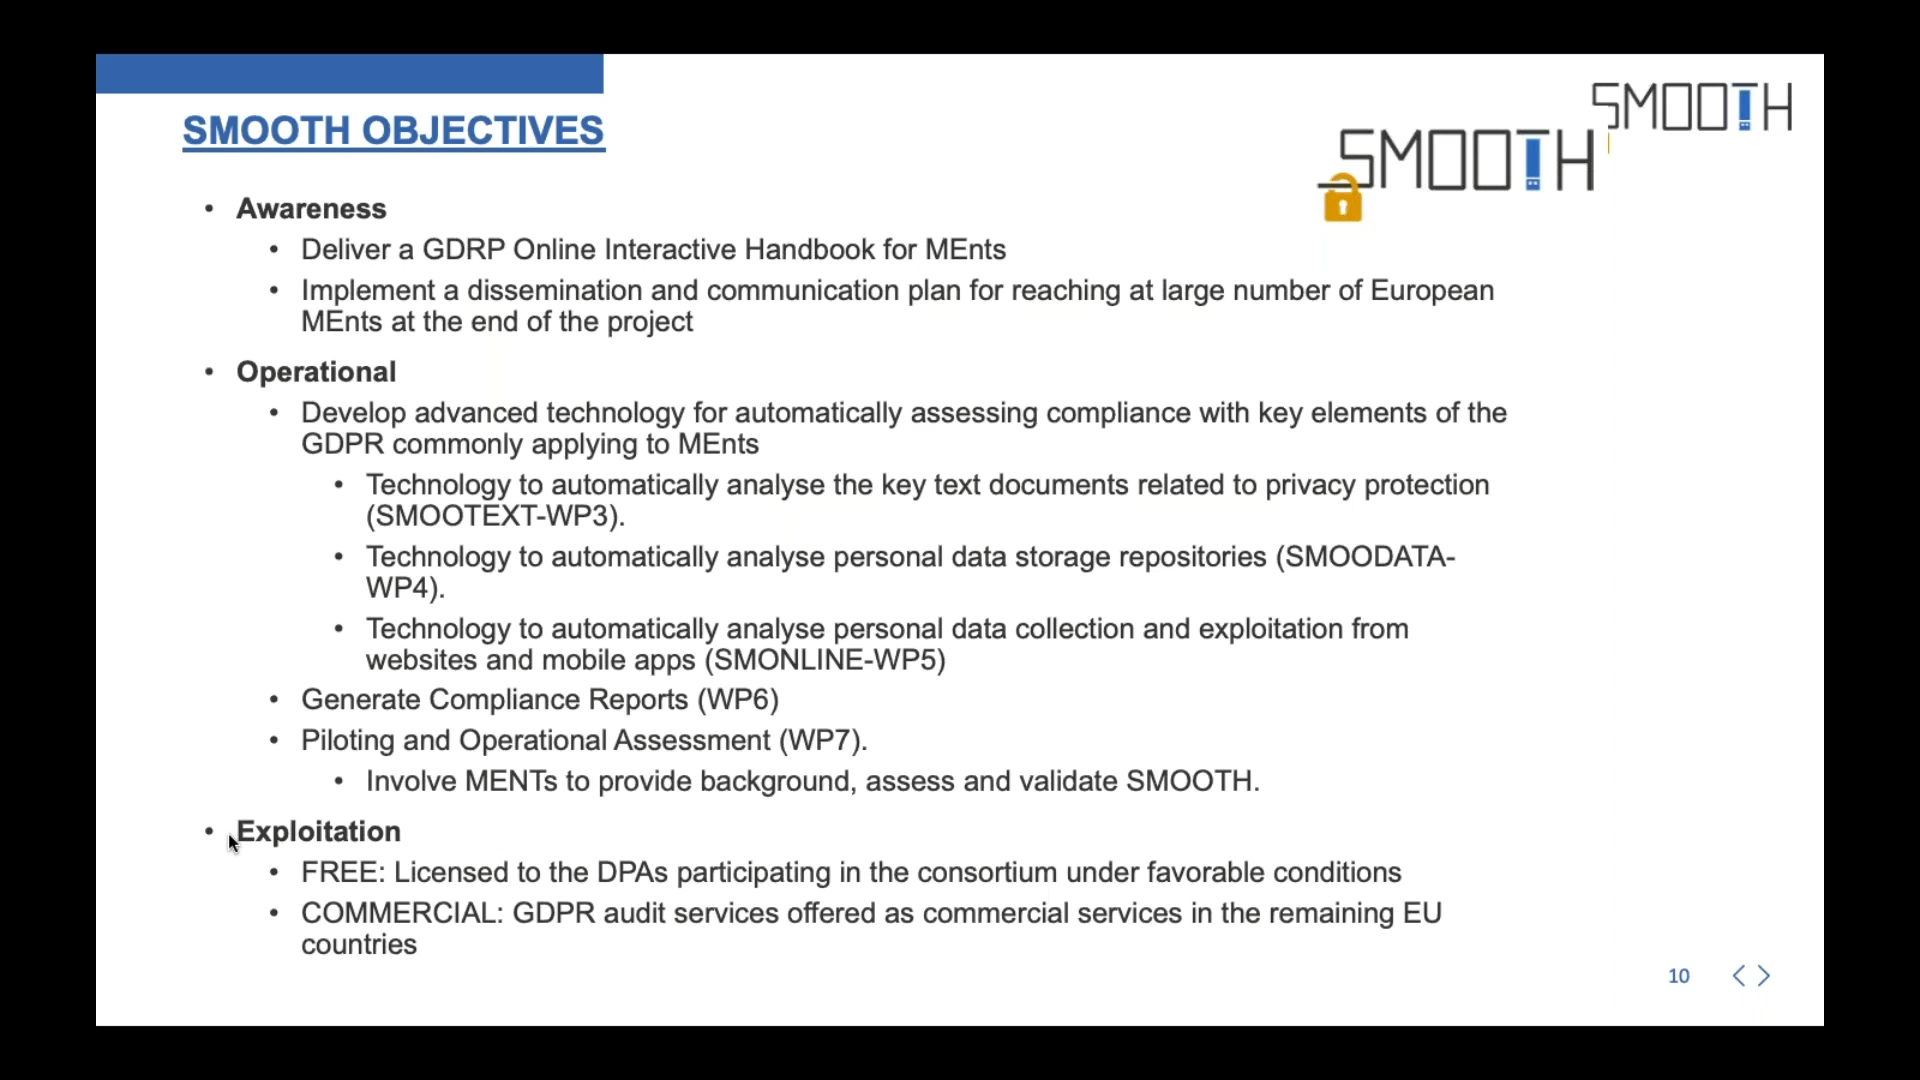 SMOOTH
SMOOTH OBJECTIVES
SMOOTH
• Awareness
• Deliver a GDRP Online Interactive Handbook for MEnts
• Implement a dissemination and communication plan for reaching at large number of European
MEnts at the end of the project
• Operational
• Develop advanced technology for automatically assessing compliance with key elements of the
GDPR commonly applying to MEnts
• Technology to automatically analyse the key text documents related to privacy protection
(SMOOTEXT-WP3).
• Technology to automatically analyse personal data storage repositories (SMOODATA-
WP4).
• Technology to automatically analyse personal data collection and exploitation from
websites and mobile apps (SMONLINE-WP5)
• Generate Compliance Reports (WP6)
• Piloting and Operational Assessment (WP7).
• Involve MENTs to provide background, assess and validate SMOOTH.
• Exploitation
• FREE: Licensed to the DPAs participating in the consortium under favorable conditions
• COMMERCIAL: GDPR audit services offered as commercial services in the remaining EU
countries
10